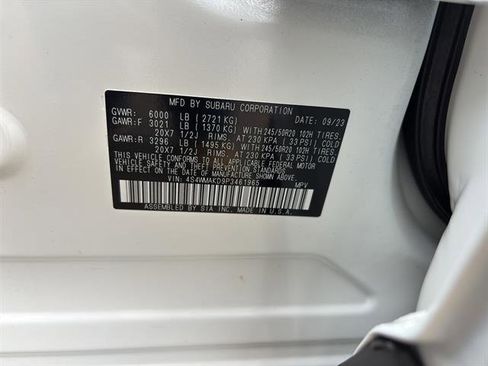 MFD BY SUBARU CORPORATION 09/23
GVWR: 6000 LB (2721 KG)
GAWR:F 3021 LB (1370 KG) WITH 245/50R20 102H TIRES,
20X7 1/2J RIMS, AT 230 KPA (33 PSI) COLD
GAWR:R 3296 LB (1495 KG) WITH 245/50R20 102H TIRES,
20X7 1/2J RIMS, AT 230 KPA (33 PSI) COLD
THIS VEHICLE CONFORMS TO ALL APPLICABLE FEDERAL MOTOR
VEHICLE SAFETY AND THEFT PREVENTION STANDARDS IN
EFFECT ON THE DATE OF MANUFACTURE SHOWN ABOVE.
VIN: 4S4WMAKD9P3461965 MPV
ASSEMBLED BY SIA INC. MADE IN U.S.A.